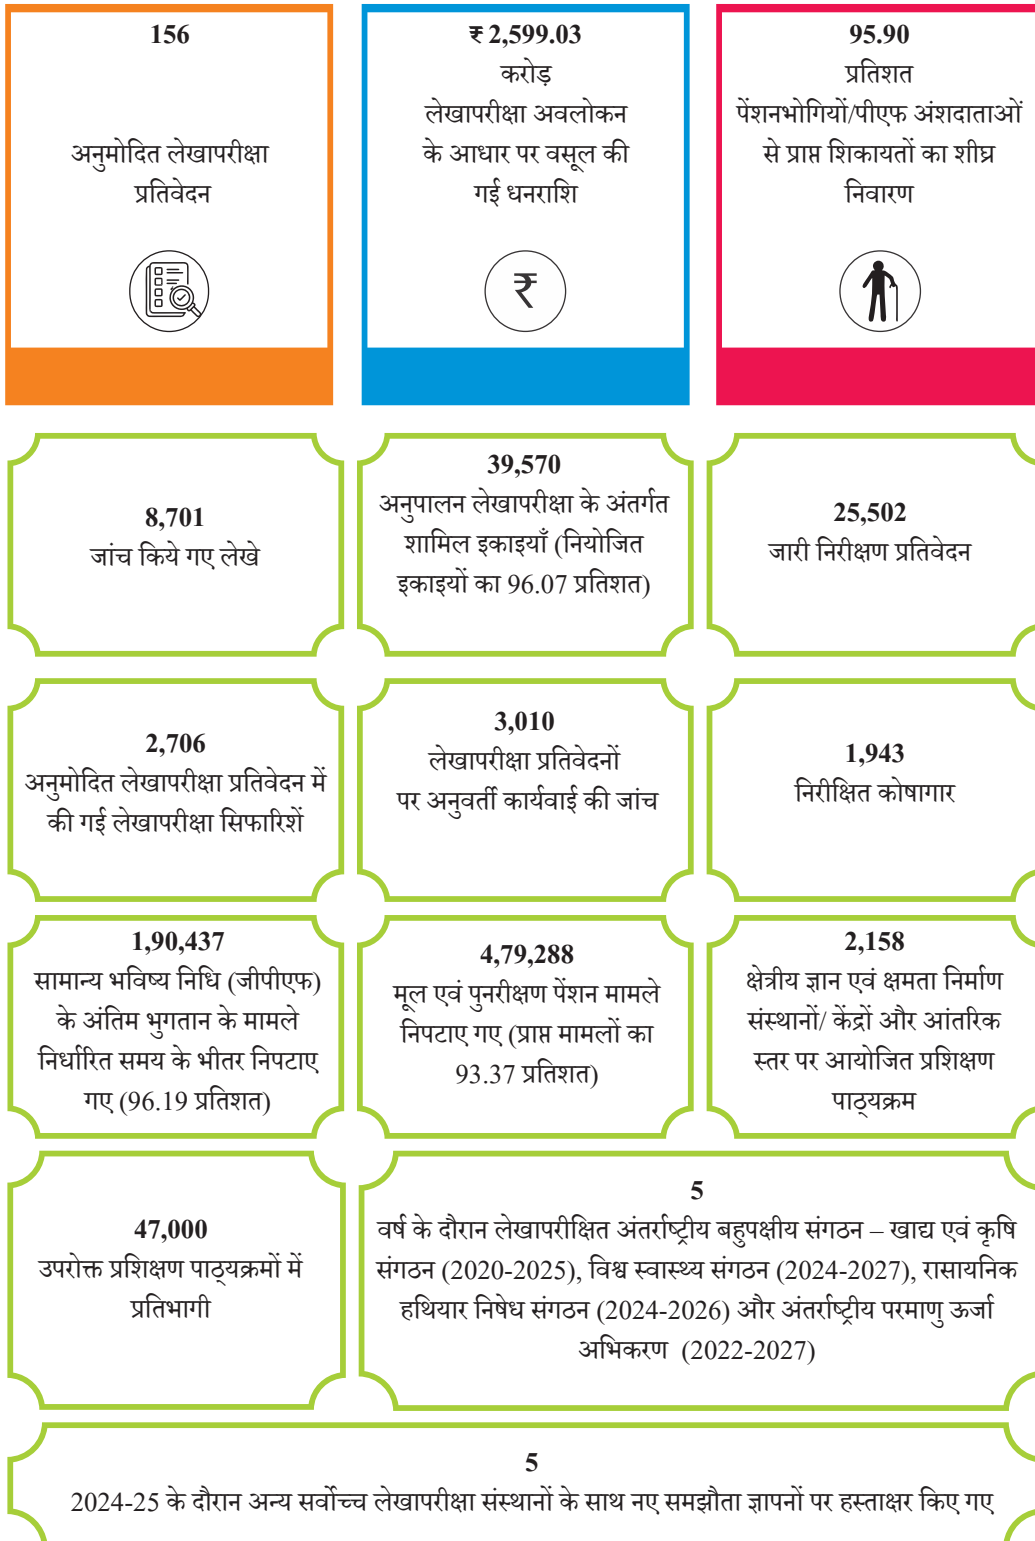 156
अनुमोदित लेखापरीक्षा
प्रतिवेदन
₹ 2,599.03
करोड़
लेखापरीक्षा अवलोकन
के आधार पर वसूल की
गई धनराशि
₹
95.90
प्रतिशत
पेंशनभोगियों/पीएफ अंशदाताओं
से प्राप्त शिकायतों का शीघ्र
निवारण
8,701
जांच किये गए लेखे
39,570
अनुपालन लेखापरीक्षा के अंतर्गत
शामिल इकाइयाँ (नियोजित
इकाइयों का 96.07 प्रतिशत)
25,502
जारी निरीक्षण प्रतिवेदन
2,706
अनुमोदित लेखापरीक्षा प्रतिवेदन में
की गई लेखापरीक्षा सिफारिशें
3,010
लेखापरीक्षा प्रतिवेदनों
पर अनुवर्ती कार्यवाई की जांच
1,943
निरीक्षित कोषागार
1,90,437
सामान्य भविष्य निधि (जीपीएफ)
के अंतिम भुगतान के मामले
निर्धारित समय के भीतर निपटाए
गए (96.19 प्रतिशत)
4,79,288
मूल एवं पुनरीक्षण पेंशन मामले
निपटाए गए (प्राप्त मामलों का
93.37 प्रतिशत)
2,158
क्षेत्रीय ज्ञान एवं क्षमता निर्माण
संस्थानों/ केंद्रों और आंतरिक
स्तर पर आयोजित प्रशिक्षण
पाठ्यक्रम
47,000
उपरोक्त प्रशिक्षण पाठ्यक्रमों में
प्रतिभागी
5
वर्ष के दौरान लेखापरीक्षित अंतर्राष्ट्रीय बहुपक्षीय संगठन – खाद्य एवं कृषि
संगठन (2020-2025), विश्व स्वास्थ्य संगठन (2024-2027), रासायनिक
हथियार निषेध संगठन (2024-2026) और अंतर्राष्ट्रीय परमाणु ऊर्जा
अभिकरण (2022-2027)
5
2024-25 के दौरान अन्य सर्वोच्च लेखापरीक्षा संस्थानों के साथ नए समझौता ज्ञापनों पर हस्ताक्षर किए गए